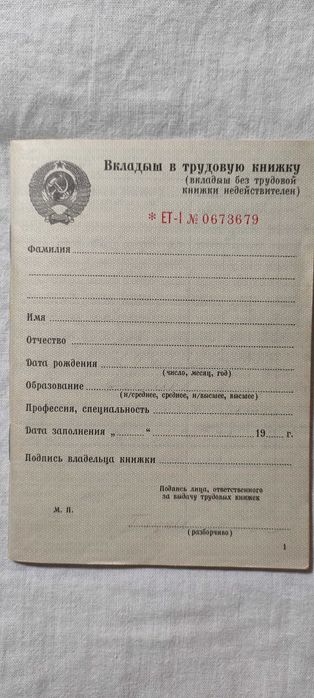 Вкладыш в трудовую книжку
(вкладыш без трудовой
книжки недействителен)
* ЕТ-I № 0673679
Фамилия
Имя
Отчество
Дата рождения
(число, месяц, год)
Образование
(н/среднее, среднее, н/высшее, высшее)
Профессия, специальность
Дата заполнения „ “ 19 г.
Подпись владельца книжки
Подпись лица, ответственного
за выдачу трудовых книжек
М. П.
(разборчиво)
1